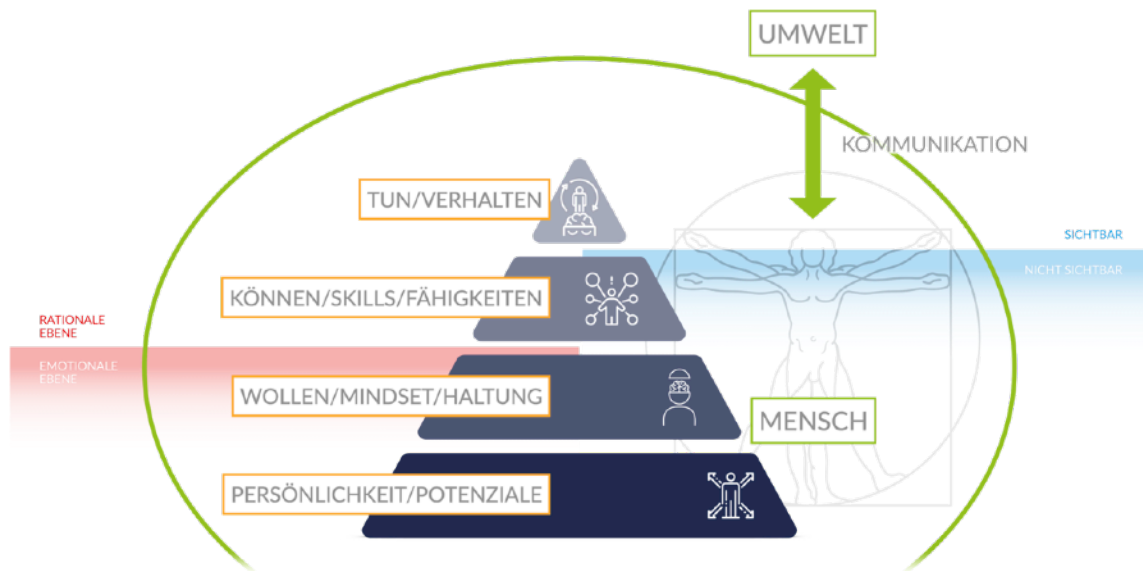 UMWELT
KOMMUNIKATION
TUN/VERHALTEN
SICHTBAR
NICHT SICHTBAR
KÖNNEN/SKILLS/FÄHIGKEITEN
RATIONALE
EBENE
EMOTIONALE
EBENE
WOLLEN/MINDSET/HALTUNG
MENSCH
PERSÖNLICHKEIT/POTENZIALE